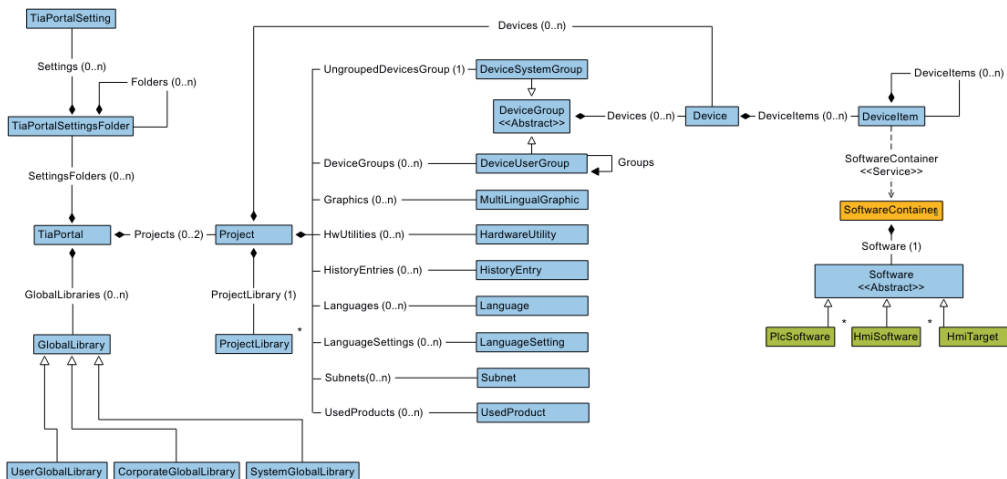 TiaPortalSetting
Devices (0..n)
Settings (0..n)
Folders (0..n)
UngroupedDevicesGroup (1)
DeviceSystemGroup
DeviceItems (0..n)
TiaPortalSettingsFolder
DeviceGroup
<<Abstract>>
Devices (0..n)
Device
DeviceItems (0..n)
DeviceItem
SettingsFolders (0..n)
DeviceGroups (0..n)
DeviceUserGroup
Groups
SoftwareContainer
<<Service>>
Graphics (0..n)
MultiLingualGraphic
SoftwareContainer
TiaPortal
Projects (0..2)
Project
HwUtilities (0..n)
HardwareUtility
Software (1)
HistoryEntries (0..n)
HistoryEntry
Software
<<Abstract>>
GlobalLibraries (0..n)
ProjectLibrary (1)
Languages (0..n)
Language
*
*
*
GlobalLibrary
ProjectLibrary
LanguageSettings (0..n)
LanguageSetting
PlcSoftware
HmiSoftware
HmiTarget
Subnets(0..n)
Subnet
UsedProducts (0..n)
UsedProduct
UserGlobalLibrary
CorporateGlobalLibrary
SystemGlobalLibrary